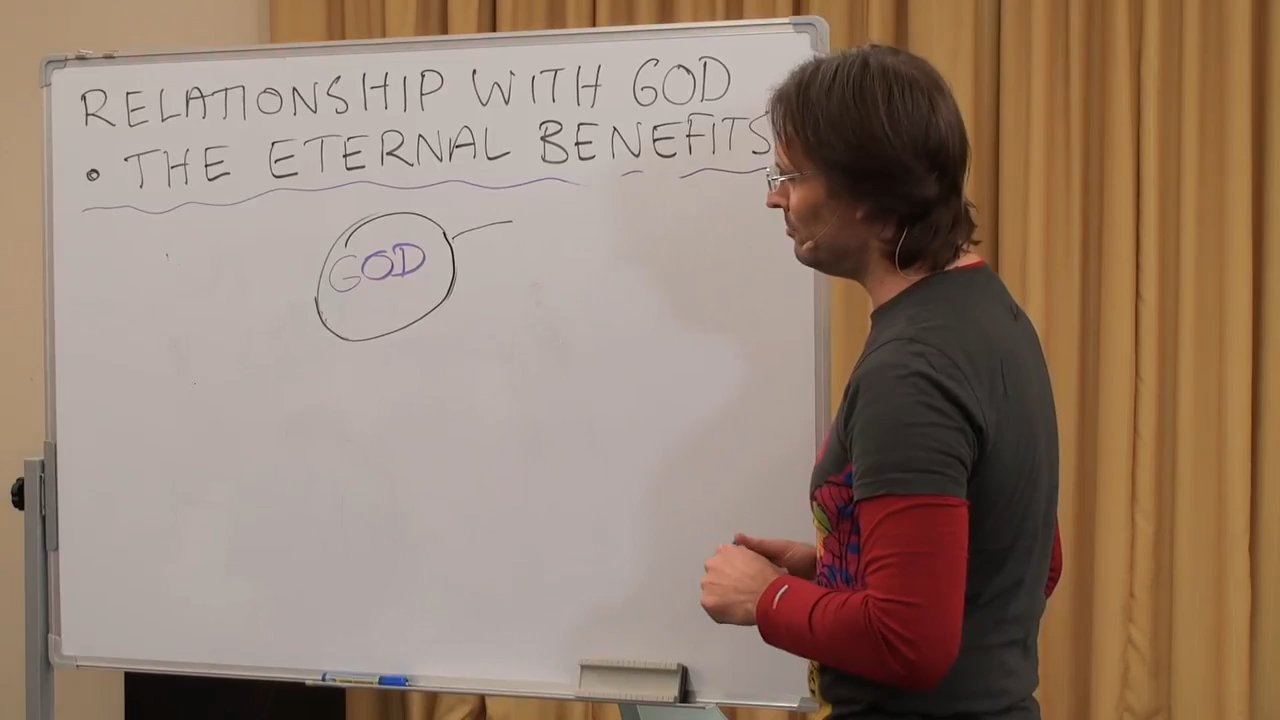 RELATIONSHIP WITH GOD
• THE ETERNAL BENEFITS
GOD